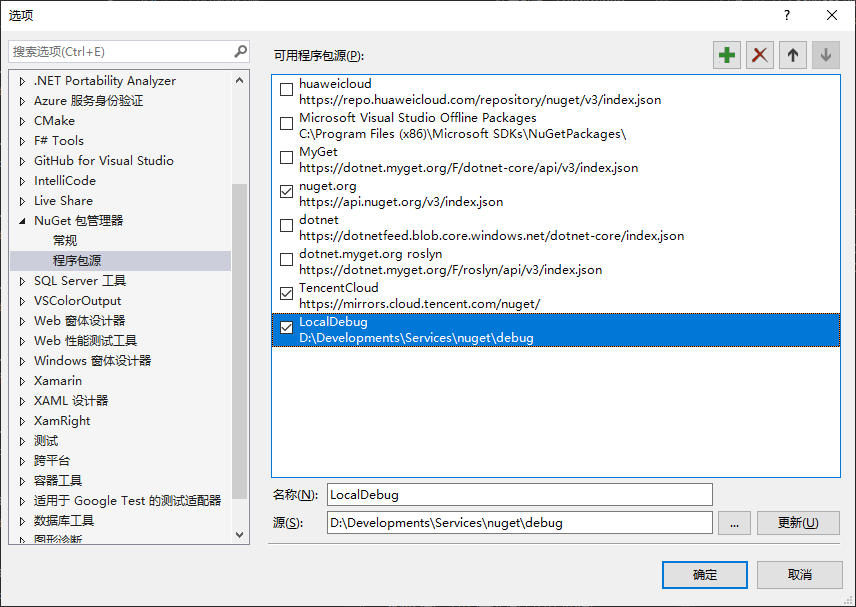 选项
?
搜索选项(Ctrl+E)
.NET Portability Analyzer
Azure 服务身份验证
CMake
F# Tools
GitHub for Visual Studio
IntelliCode
Live Share
NuGet 包管理器
常规
程序包源
SQL Server 工具
VSColorOutput
Web 窗体设计器
Web 性能测试工具
Windows 窗体设计器
Xamarin
XAML 设计器
XamRight
测试
跨平台
容器工具
适用于 Google Test 的测试适配器
数据库工具
图形诊断
可用程序包源(P):
huaweicloud
https://repo.huaweicloud.com/repository/nuget/v3/index.json
Microsoft Visual Studio Offline Packages
C:\Program Files (x86)\Microsoft SDKs\NuGetPackages\
MyGet
https://dotnet.myget.org/F/dotnet-core/api/v3/index.json
nuget.org
https://api.nuget.org/v3/index.json
dotnet
https://dotnetfeed.blob.core.windows.net/dotnet-core/index.json
dotnet.myget.org roslyn
https://dotnet.myget.org/F/roslyn/api/v3/index.json
TencentCloud
https://mirrors.cloud.tencent.com/nuget/
LocalDebug
D:\Developments\Services\nuget\debug
名称(N): LocalDebug
源(S): D:\Developments\Services\nuget\debug ... 更新(U)
确定 取消